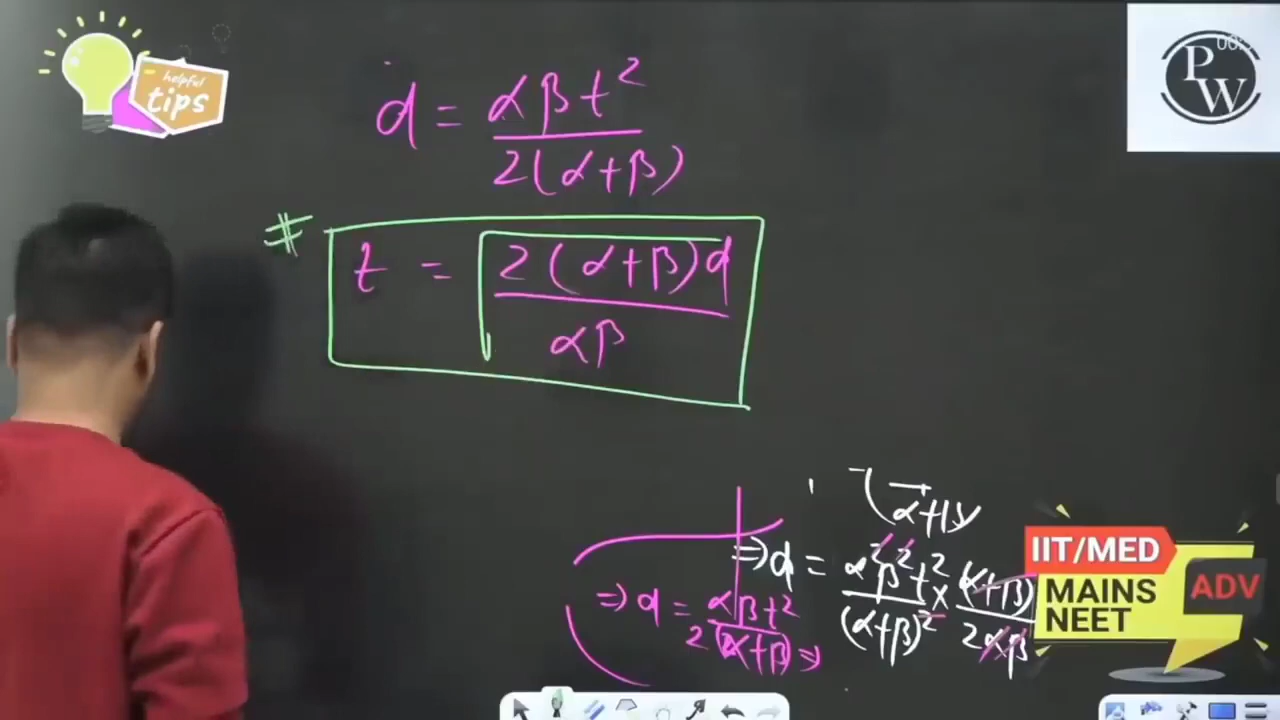 helpful
tips
PW
d = αβt²/2(α+β)
# t = √(2(α+β)d/αβ)
α+β
⇒ d = α²β²t²/(α+β)² × (α+β)/2αβ
⇒ d = αβt²/2(α+β) ⇒
IIT/MED
MAINS
NEET
ADV